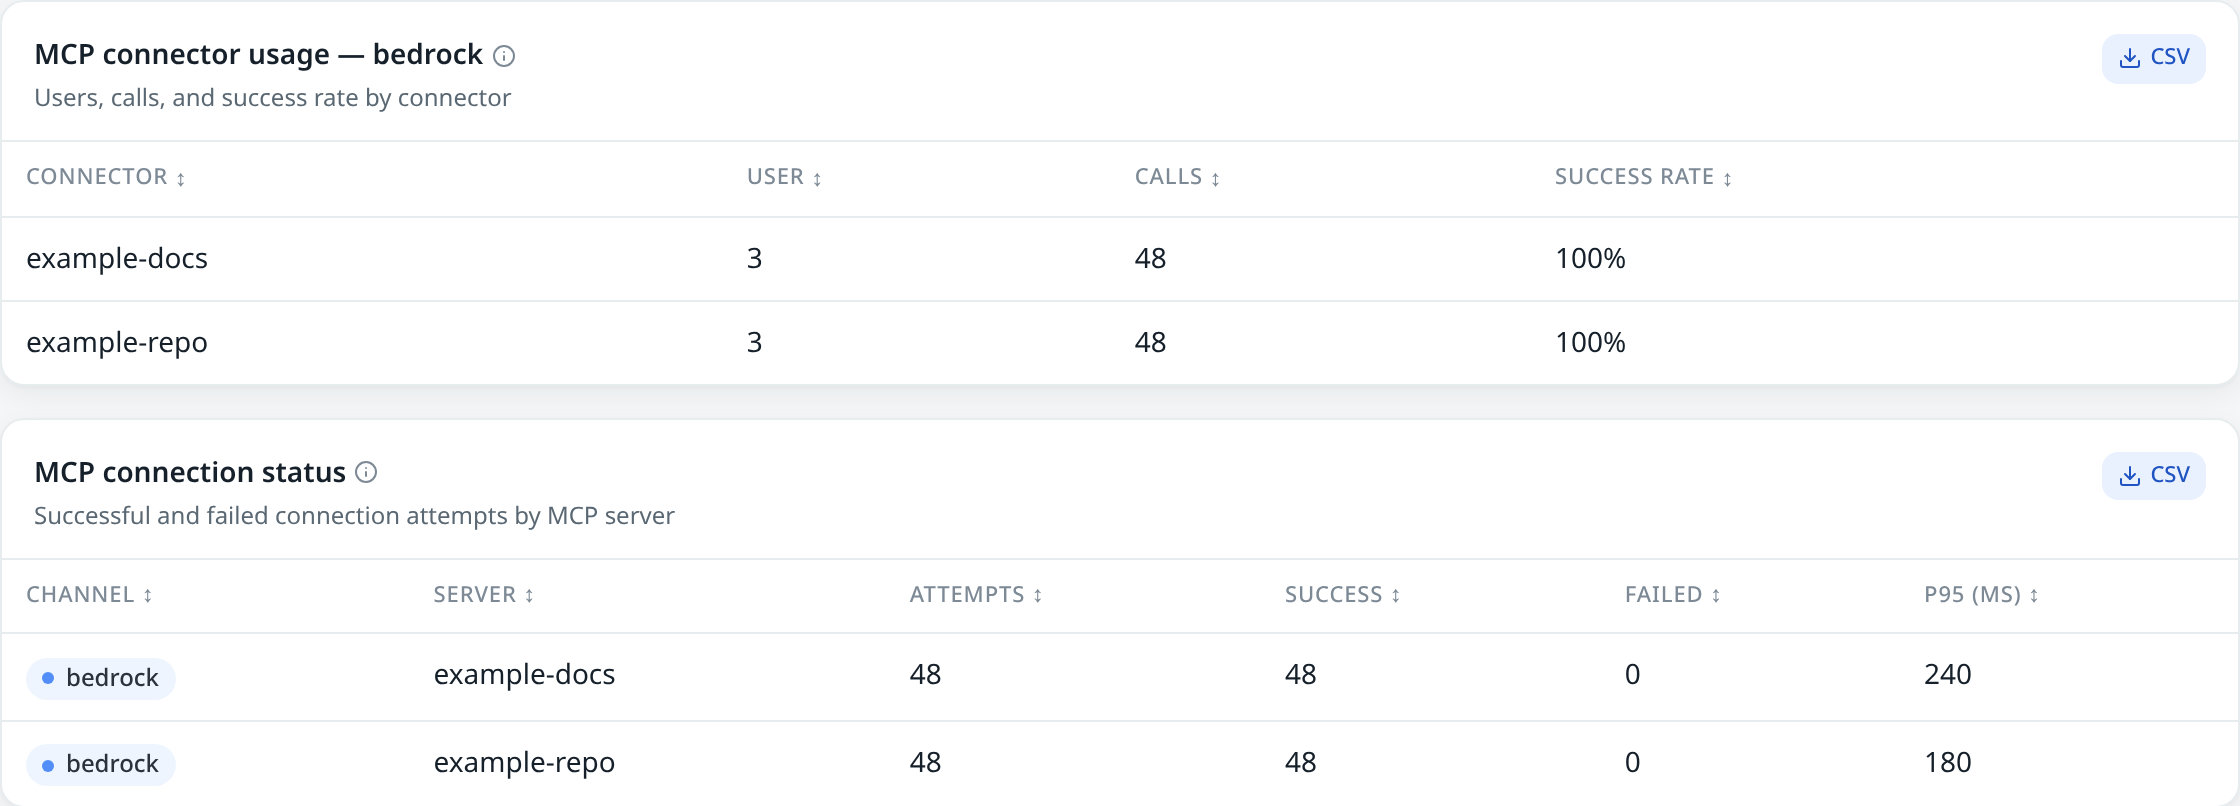 MCP connector usage — bedrock
CSV
Users, calls, and success rate by connector
CONNECTOR ↕ USER ↕ CALLS ↕ SUCCESS RATE ↕
example-docs 3 48 100%
example-repo 3 48 100%
MCP connection status
CSV
Successful and failed connection attempts by MCP server
CHANNEL ↕ SERVER ↕ ATTEMPTS ↕ SUCCESS ↕ FAILED ↕ P95 (MS) ↕
bedrock example-docs 48 48 0 240
bedrock example-repo 48 48 0 180